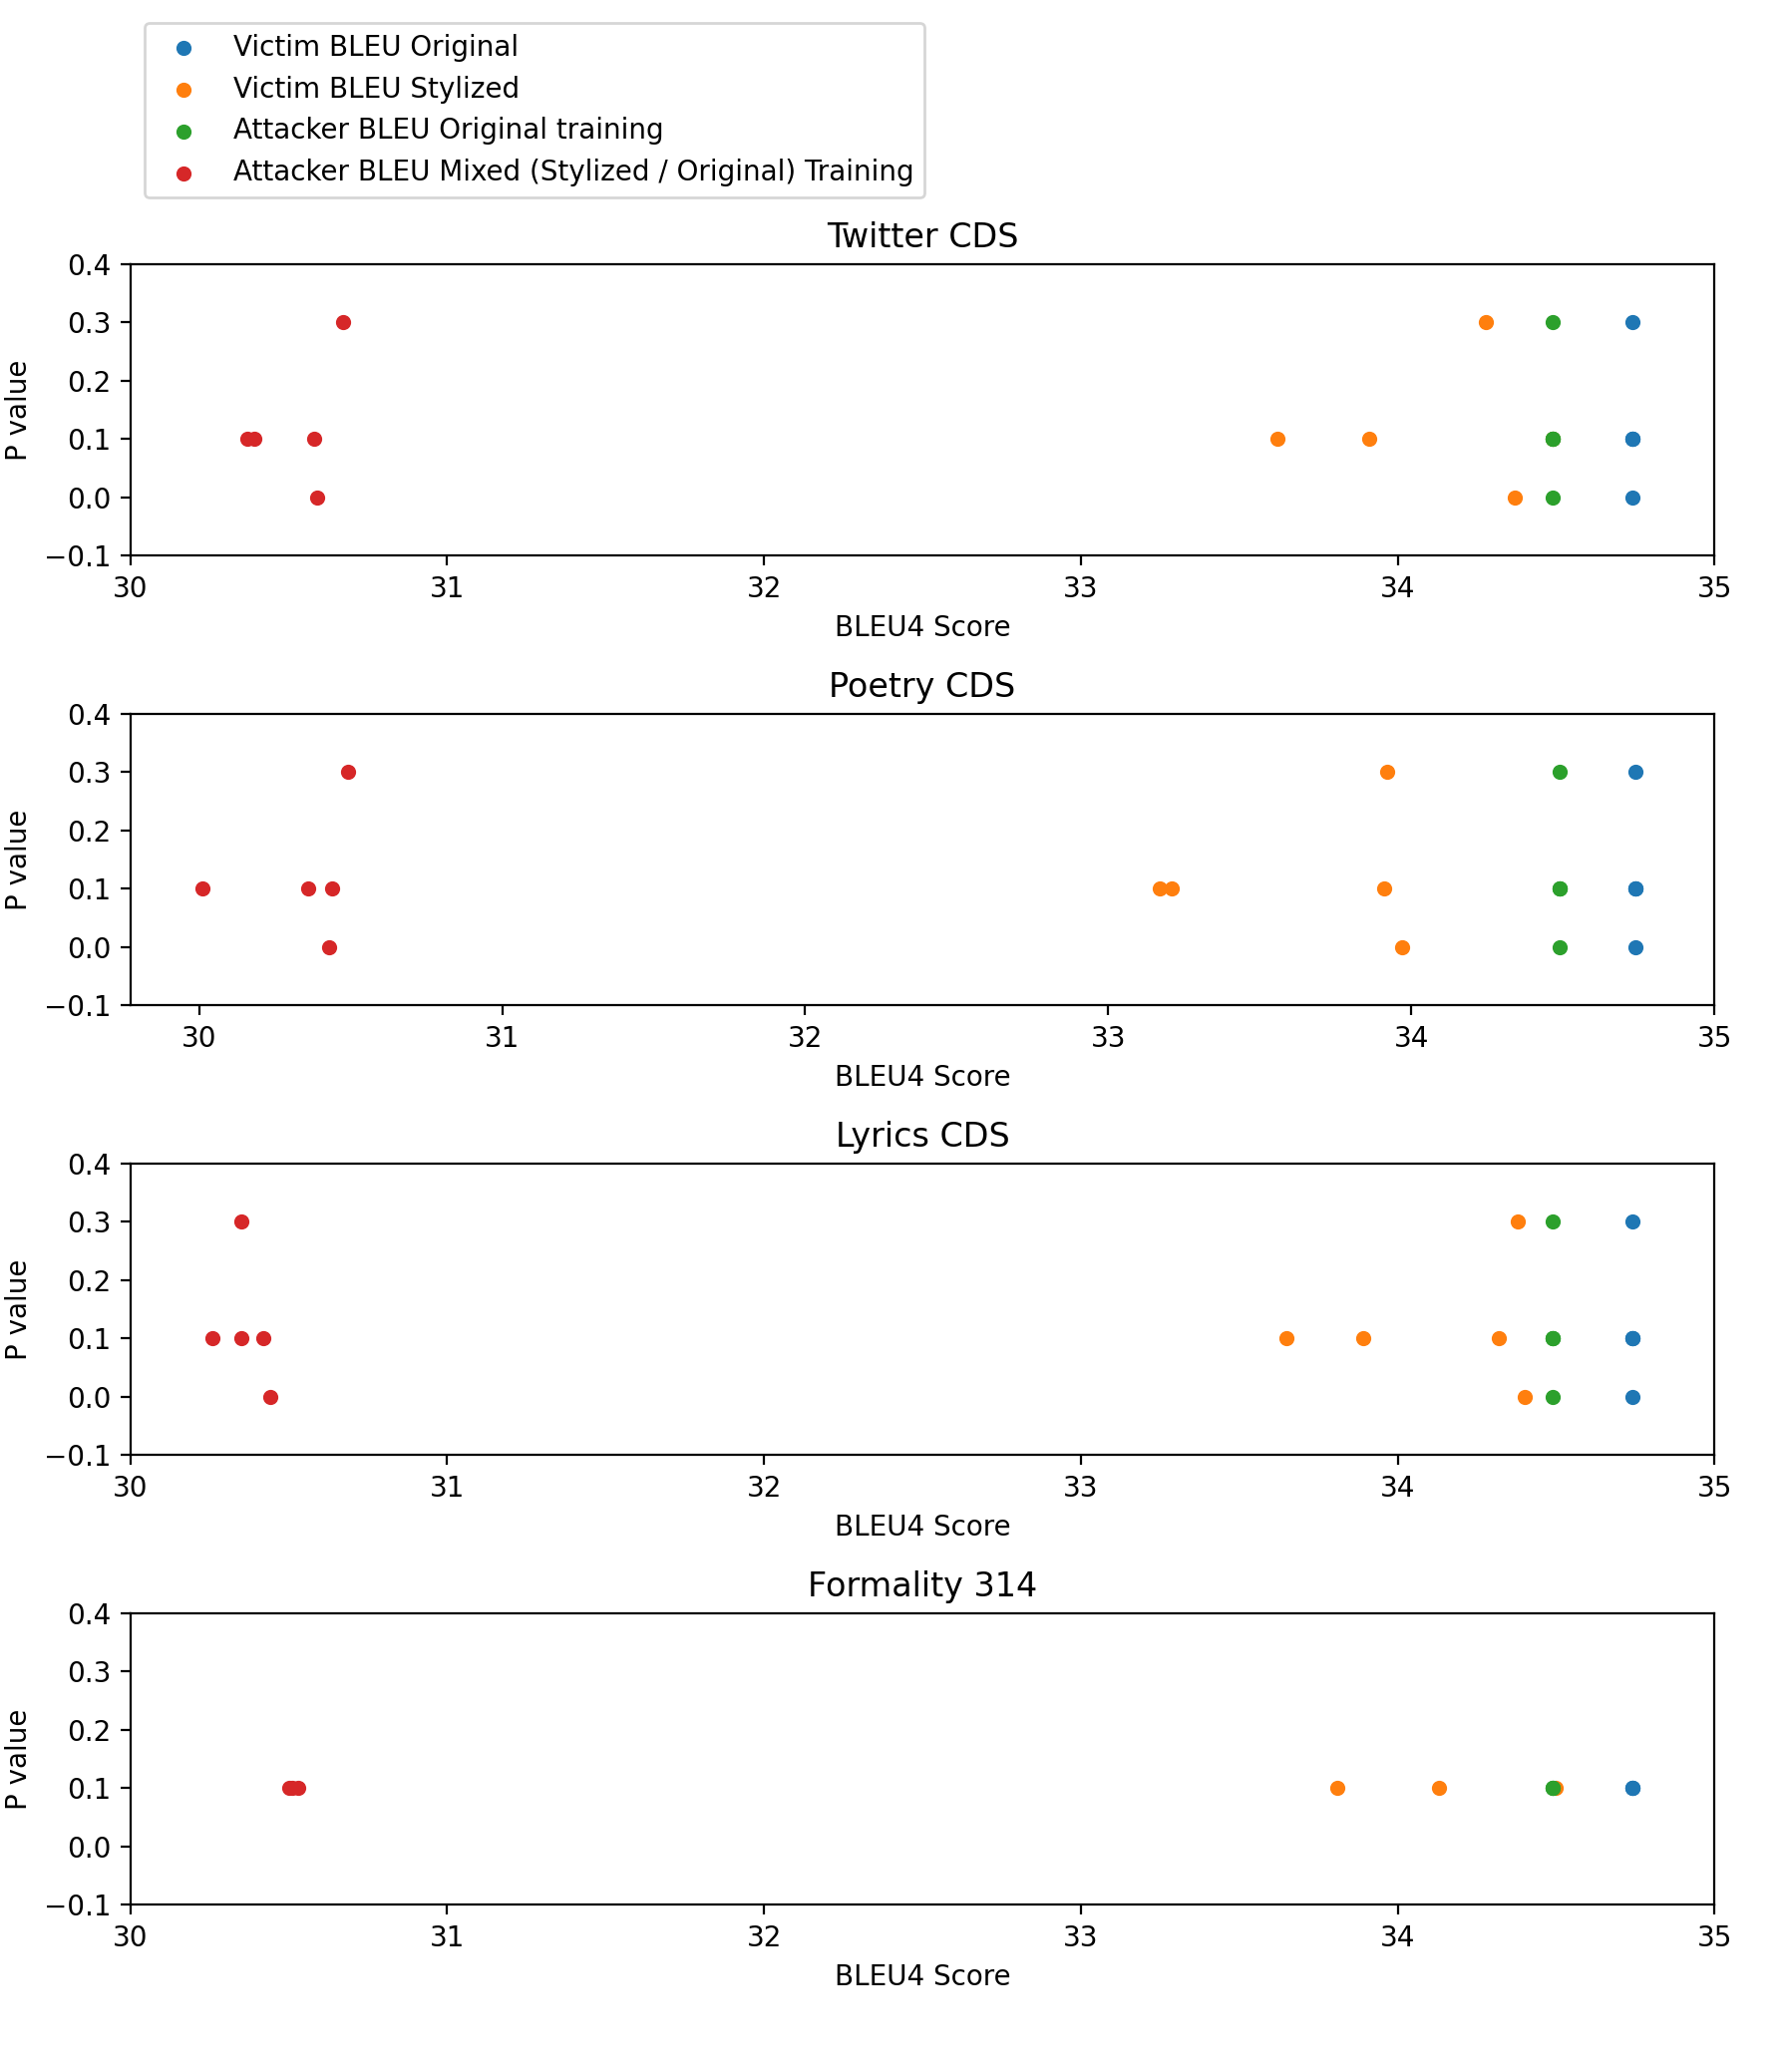 Victim BLEU Original
Victim BLEU Stylized
Attacker BLEU Original training
Attacker BLEU Mixed (Stylized / Original) Training
Twitter CDS
0.4
0.3
0.2
0.1
0.0
−0.1
P value
30 31 32 33 34 35
BLEU4 Score
Poetry CDS
0.4
0.3
0.2
0.1
0.0
−0.1
P value
30 31 32 33 34 35
BLEU4 Score
Lyrics CDS
0.4
0.3
0.2
0.1
0.0
−0.1
P value
30 31 32 33 34 35
BLEU4 Score
Formality 314
0.4
0.3
0.2
0.1
0.0
−0.1
P value
30 31 32 33 34 35
BLEU4 Score